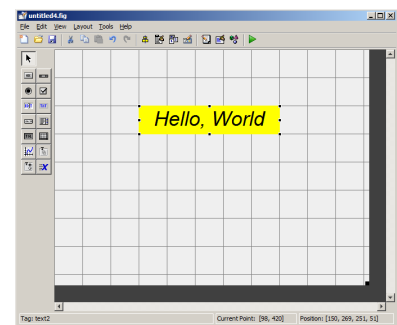 untitled4.fig
File Edit View Layout Tools Help
Hello, World
Tag: text2 Current Point: [98, 420] Position: [150, 269, 251, 51]